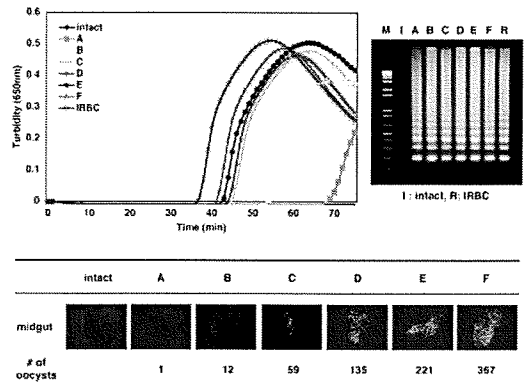 0.6
0.5
0.4
0.3
0.2
0.1
0
Turbidity (650nm)
intact
A
B
C
D
E
F
IRBC
0 10 20 30 40 50 60 70
Time (min)
M I A B C D E F R
I : intact, R: IRBC
intact A B C D E F
midgut
# of oocysts 1 12 59 135 221 367